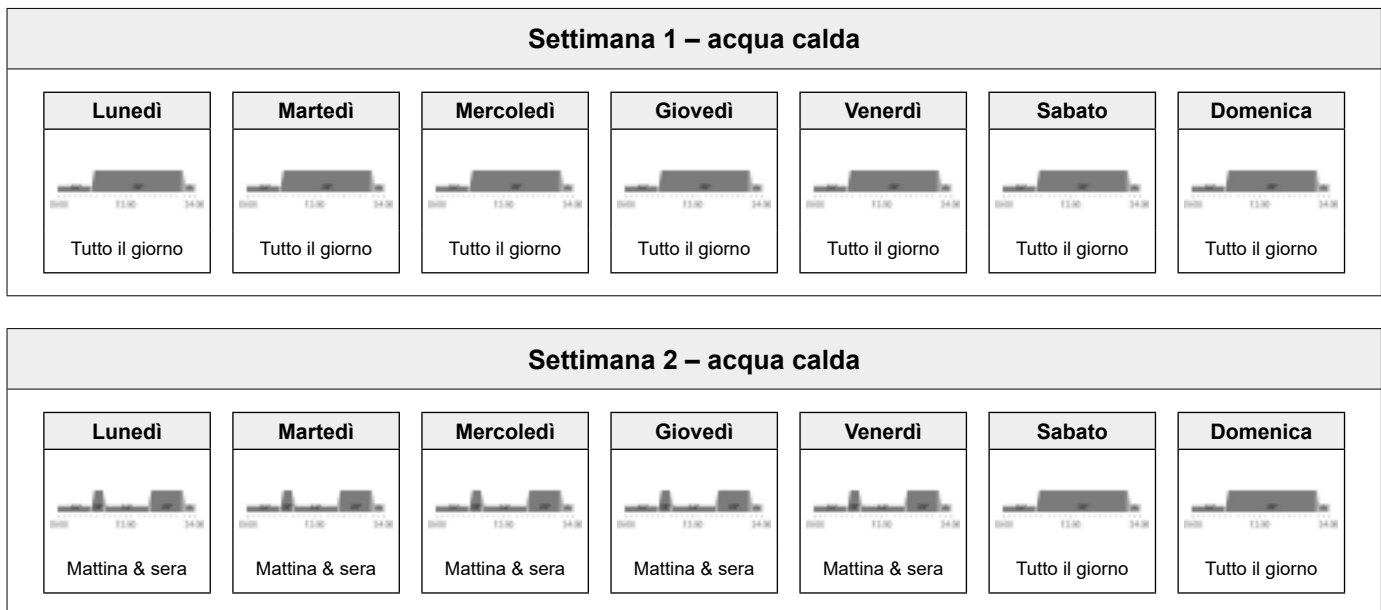 Settimana 1 – acqua calda
Lunedì Martedì Mercoledì Giovedì Venerdì Sabato Domenica
Tutto il giorno Tutto il giorno Tutto il giorno Tutto il giorno Tutto il giorno Tutto il giorno Tutto il giorno
Settimana 2 – acqua calda
Lunedì Martedì Mercoledì Giovedì Venerdì Sabato Domenica
Mattina & sera Mattina & sera Mattina & sera Mattina & sera Mattina & sera Tutto il giorno Tutto il giorno